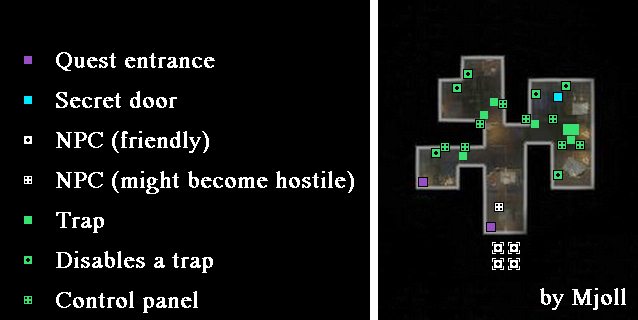 Quest entrance
Secret door
NPC (friendly)
NPC (might become hostile)
Trap
Disables a trap
Control panel
by Mjoll